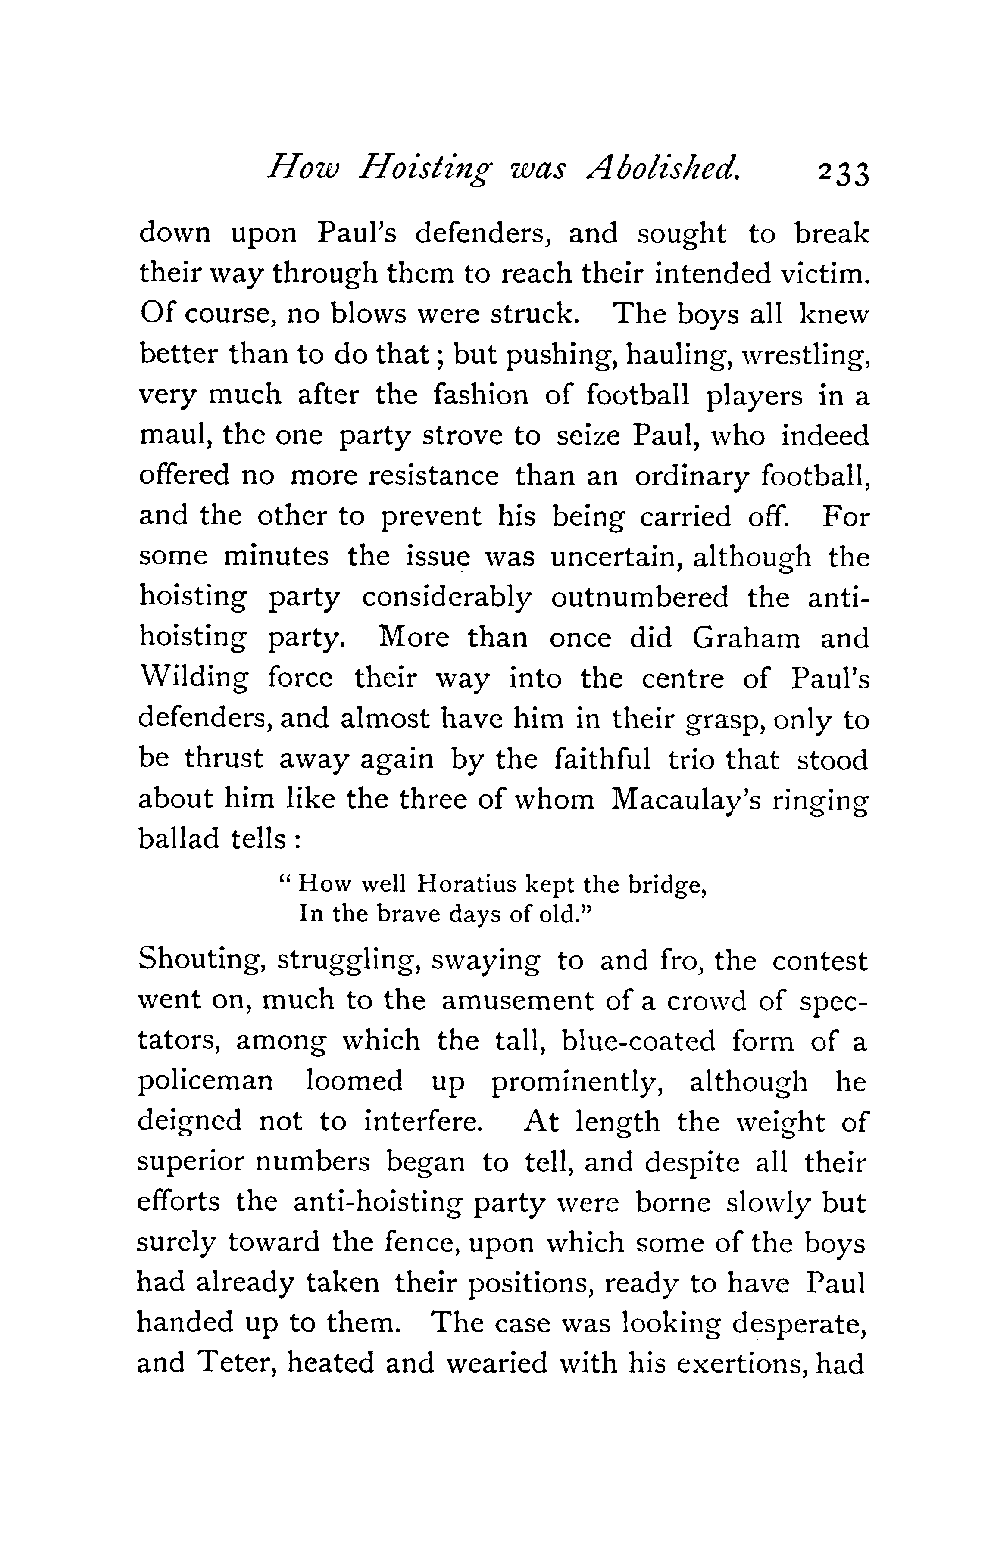 How Hoisting was Abolished. 233
down upon Paul's defenders, and sought to break
their way through them to reach their intended victim.
Of course, no blows were struck. The boys all knew
better than to do that ; but pushing, hauling, wrestling,
very much after the fashion of football players in a
maul, the one party strove to seize Paul, who indeed
offered no more resistance than an ordinary football,
and the other to prevent his being carried off. For
some minutes the issue was uncertain, although the
hoisting party considerably outnumbered the anti-
hoisting party. More than once did Graham and
Wilding force their way into the centre of Paul's
defenders, and almost have him in their grasp, only to
be thrust away again by the faithful trio that stood
about him like the three of whom Macaulay's ringing
ballad tells :
" How well Horatius kept the bridge,
In the brave days of old."
Shouting, struggling, swaying to and fro, the contest
went on, much to the amusement of a crowd of spec-
tators, among which the tall, blue-coated form of a
policeman loomed up prominently, although he
deigned not to interfere. At length the weight of
superior numbers began to tell, and despite all their
efforts the anti-hoisting party were borne slowly but
surely toward the fence, upon which some of the boys
had already taken their positions, ready to have Paul
handed up to them. The case was looking desperate,
and Teter, heated and wearied with his exertions, had